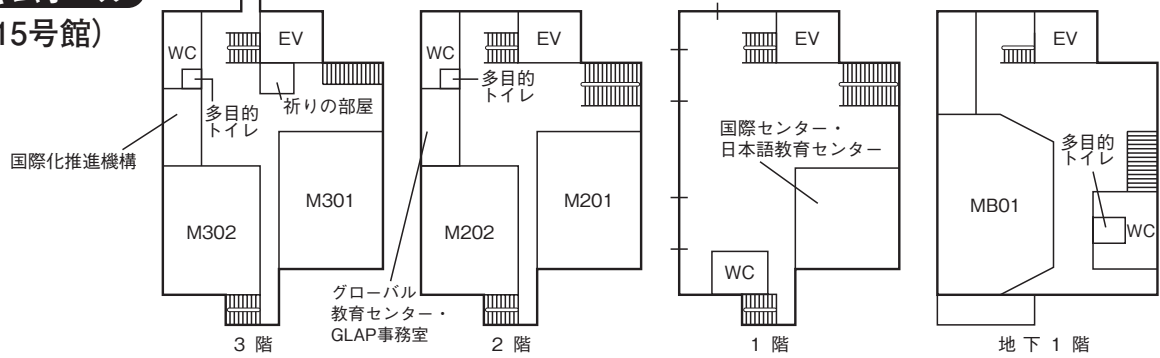 15号館）
WC
EV
多目的
トイレ
祈りの部屋
国際化推進機構
M301
M302
3 階
WC
EV
多目的
トイレ
M201
M202
グローバル
教育センター・
GLAP事務室
2 階
EV
国際センター・
日本語教育センター
WC
1 階
EV
多目的
トイレ
MB01
WC
地 下 1 階